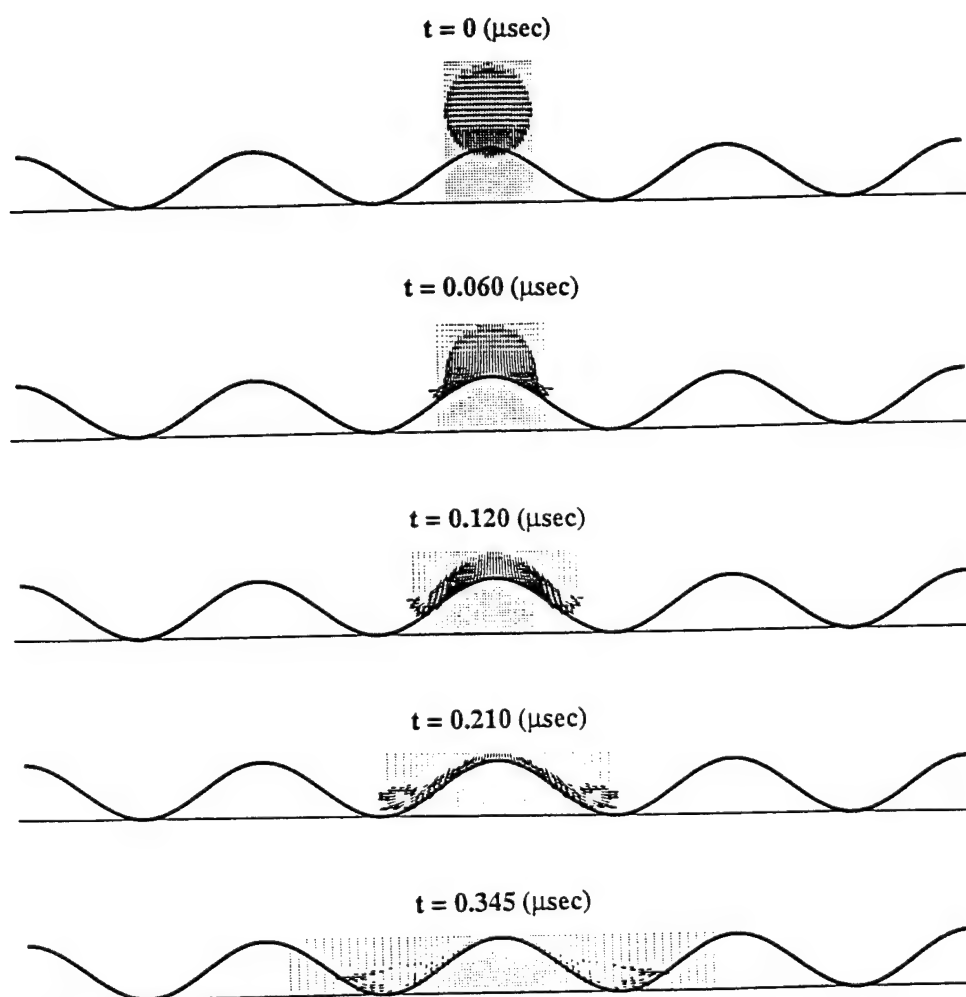 t = 0 (μsec)
t = 0.060 (μsec)
t = 0.120 (μsec)
t = 0.210 (μsec)
t = 0.345 (μsec)